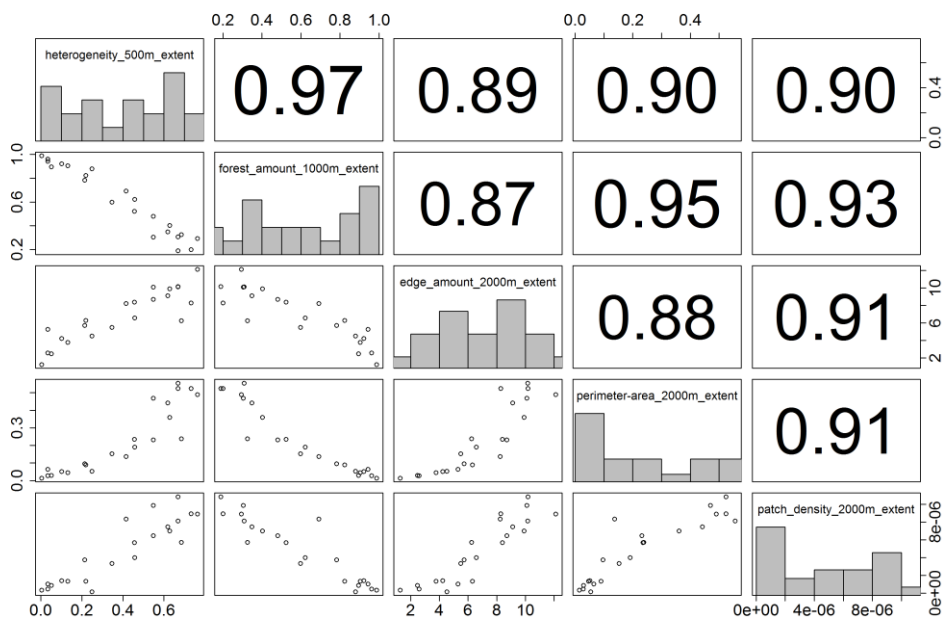 0.2 0.4 0.6 0.8 1.0 0.0 0.2 0.4
heterogeneity_500m_extent 0.97 0.89 0.90 0.90 0.0 0.4
0.2 0.6 1.0 forest_amount_1000m_extent 0.87 0.95 0.93
edge_amount_2000m_extent 0.88 0.91 2 6 10
0.0 0.3 perimeter-area_2000m_extent 0.91
patch_density_2000m_extent 0e+00 8e-06
0.0 0.2 0.4 0.6 2 4 6 8 10 0e+00 4e-06 8e-06